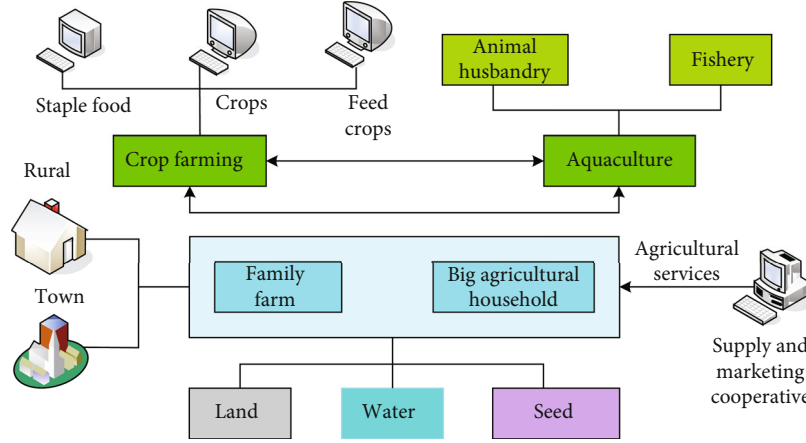 Animal
husbandry
Fishery
Staple food
Crops
Feed
crops
Crop farming
Aquaculture
Rural
Town
Family
farm
Big agricultural
household
Agricultural
services
Supply and
marketing
cooperative
Land
Water
Seed